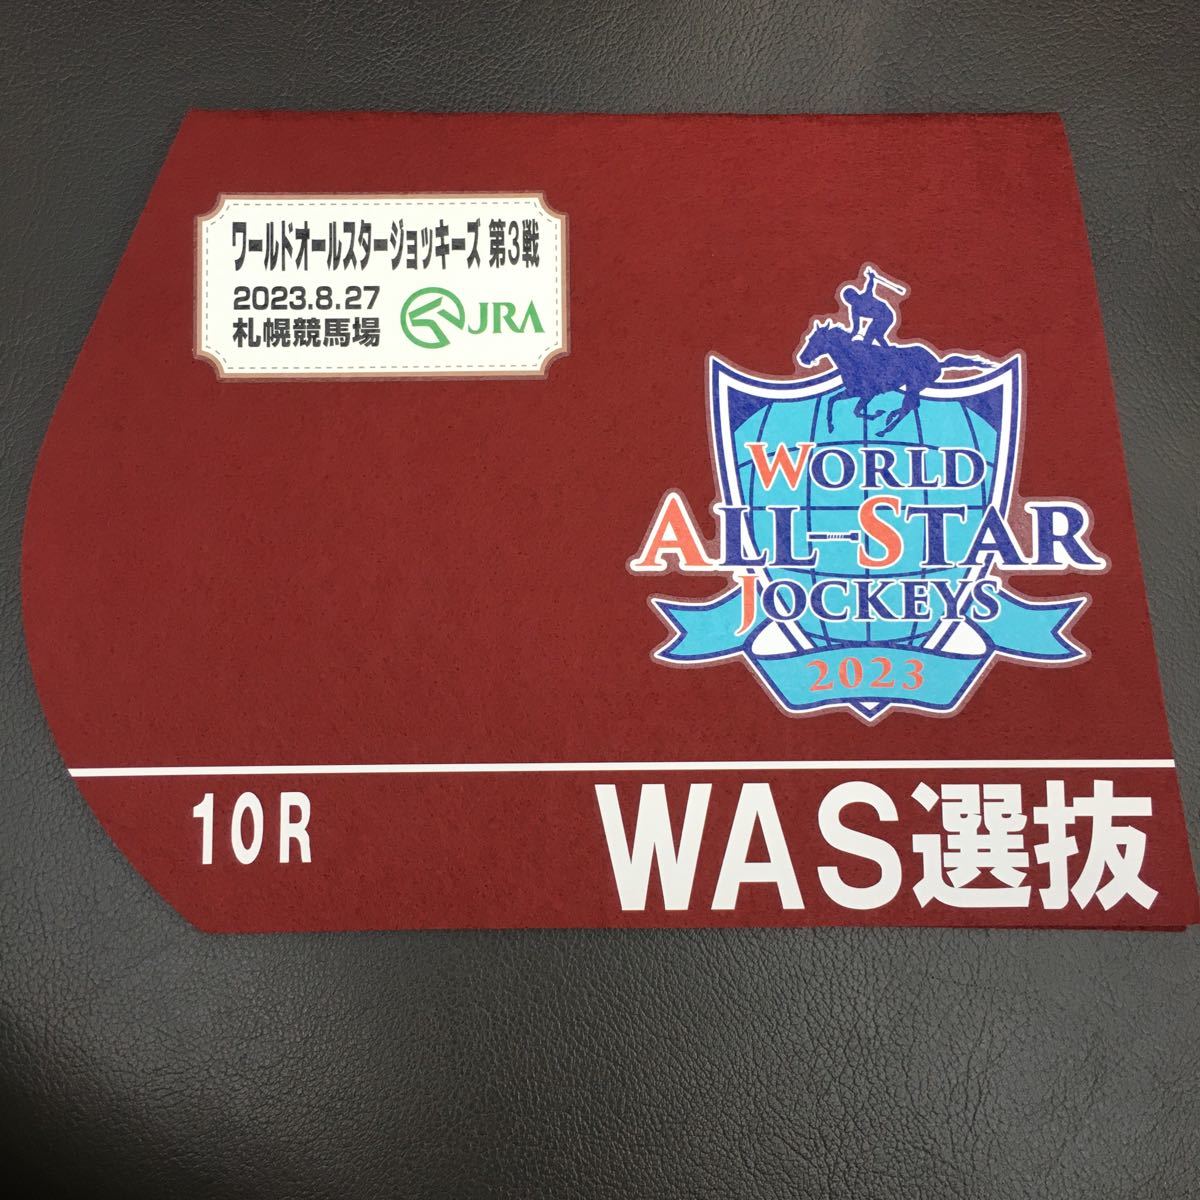 ワールドオールスタージョッキーズ 第3戦
2023.8.27
札幌競馬場
JRA
WORLD
ALL-STAR
JOCKEYS
2023
10R
WAS選抜